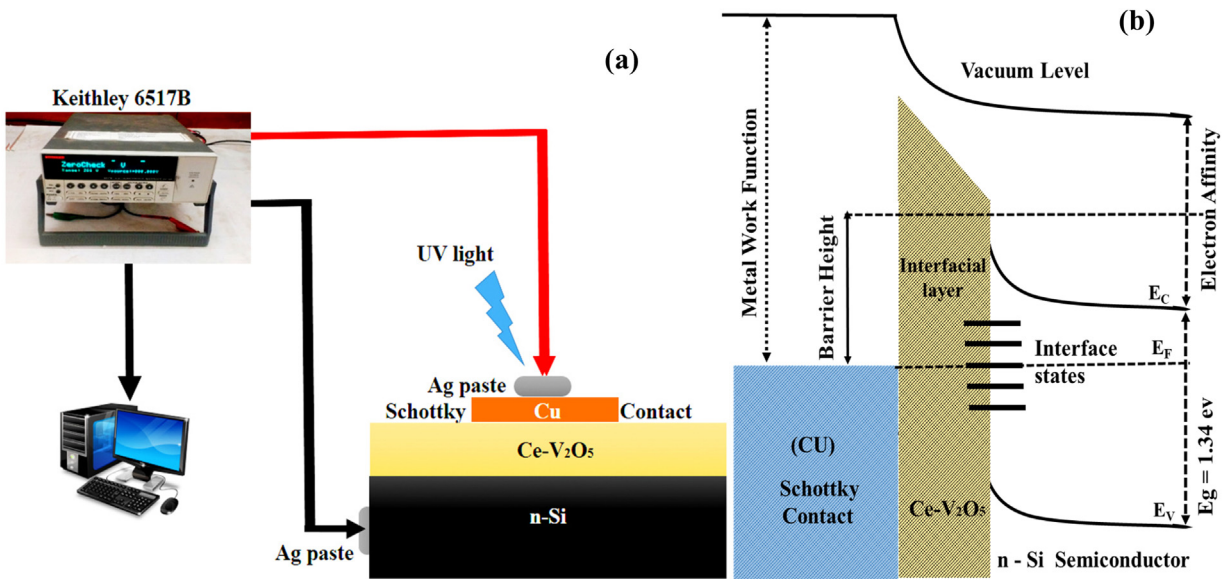 (a)
Keithley 6517B
ZeroCheck
UV light
Ag paste
Schottky
Cu
Contact
Ce-V₂O₅
n-Si
Ag paste
(b)
Vacuum Level
Metal Work Function
Barrier Height
Electron Affinity
Interfacial
layer
E_C
E_F
Interface
states
Eg = 1.34 ev
(CU)
Schottky
Contact
Ce-V₂O₅
E_V
n - Si Semiconductor